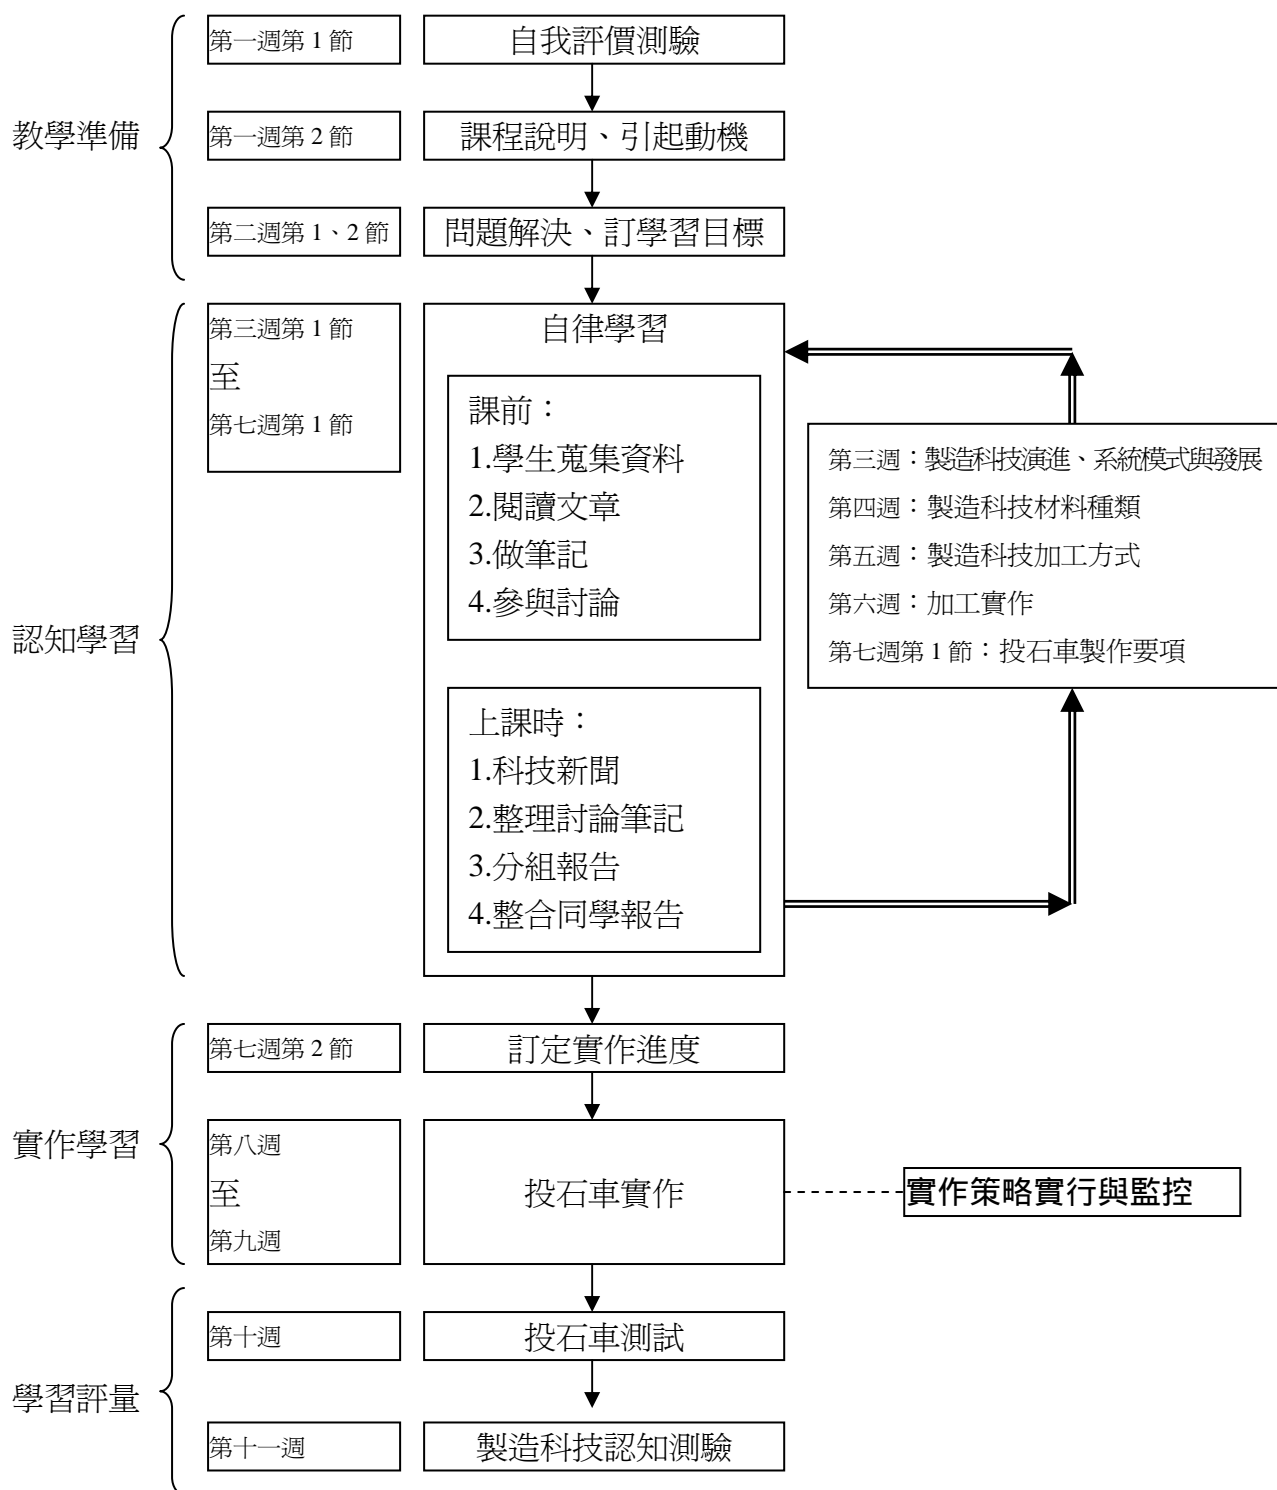 教學準備
第一週第 1 節
自我評價測驗
第一週第 2 節
課程說明、引起動機
第二週第 1、2 節
問題解決、訂學習目標
認知學習
第三週第 1 節
至
第七週第 1 節
自律學習
課前：
1.學生蒐集資料
2.閱讀文章
3.做筆記
4.參與討論
上課時：
1.科技新聞
2.整理討論筆記
3.分組報告
4.整合同學報告
第三週：製造科技演進、系統模式與發展
第四週：製造科技材料種類
第五週：製造科技加工方式
第六週：加工實作
第七週第 1 節：投石車製作要項
實作學習
第七週第 2 節
訂定實作進度
第八週
至
第九週
投石車實作
實作策略實行與監控
學習評量
第十週
投石車測試
第十一週
製造科技認知測驗